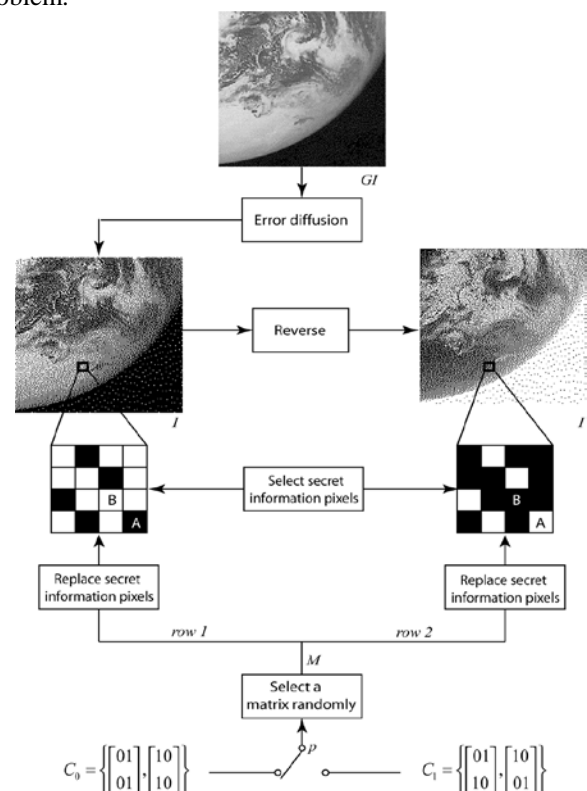 oblem.
GI
Error diffusion
Reverse
I
I
Select secret
information pixels
B
A
B
A
Replace secret
information pixels
Replace secret
information pixels
row 1
row 2
M
Select a
matrix randomly
p
C₀ = {[01 01], [10 10]}
C₁ = {[01 10], [10 01]}